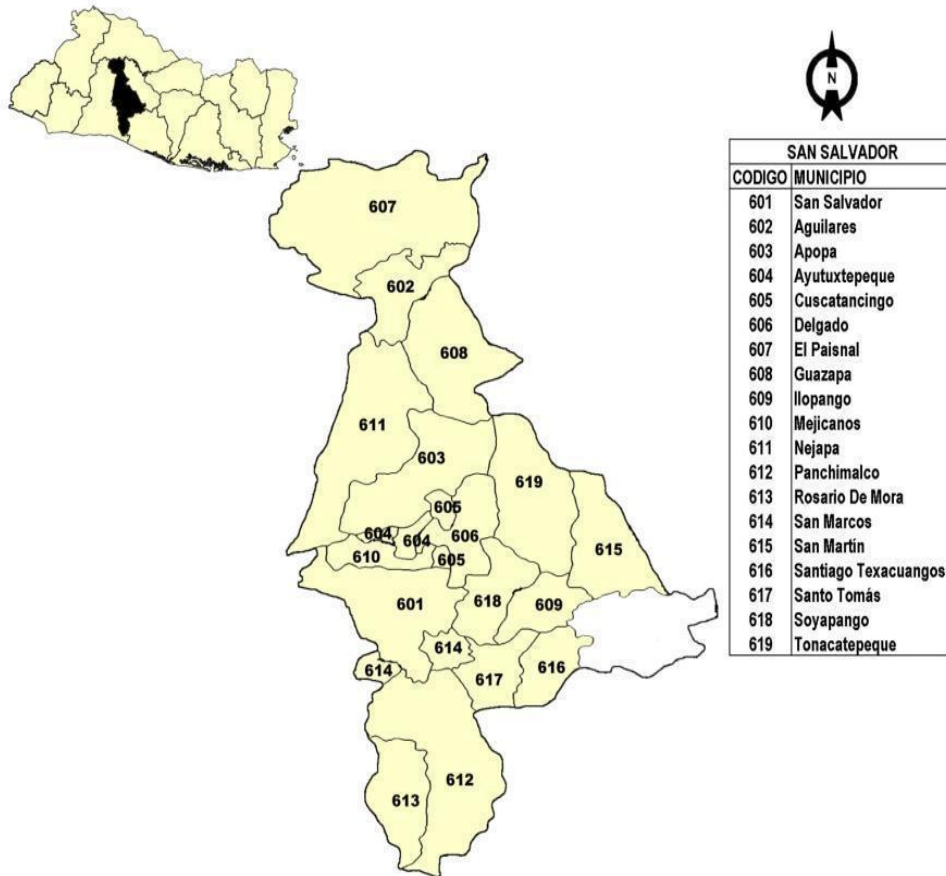 N
SAN SALVADOR
CODIGO MUNICIPIO
601 San Salvador
602 Aguilares
603 Apopa
604 Ayutuxtepeque
605 Cuscatancingo
606 Delgado
607 El Paisnal
608 Guazapa
609 Ilopango
610 Mejicanos
611 Nejapa
612 Panchimalco
613 Rosario De Mora
614 San Marcos
615 San Martín
616 Santiago Texacuangos
617 Santo Tomás
618 Soyapango
619 Tonacatepeque
607
602
608
611
603
619
605
604
604
606
610
605
615
601
618
609
614
614
617
616
612
613